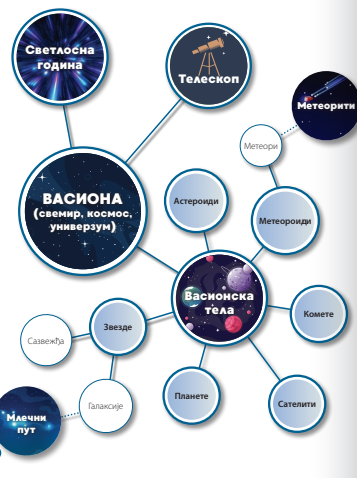 Светлосна
година
Телескоп
Метеорити
Метеори
ВАСИОНА
(свемир, космос,
универзум)
Астероиди
Метеороиди
Васионска
тела
Комете
Звезде
Сазвежђа
Галаксије
Млечни
пут
Планете
Сателити